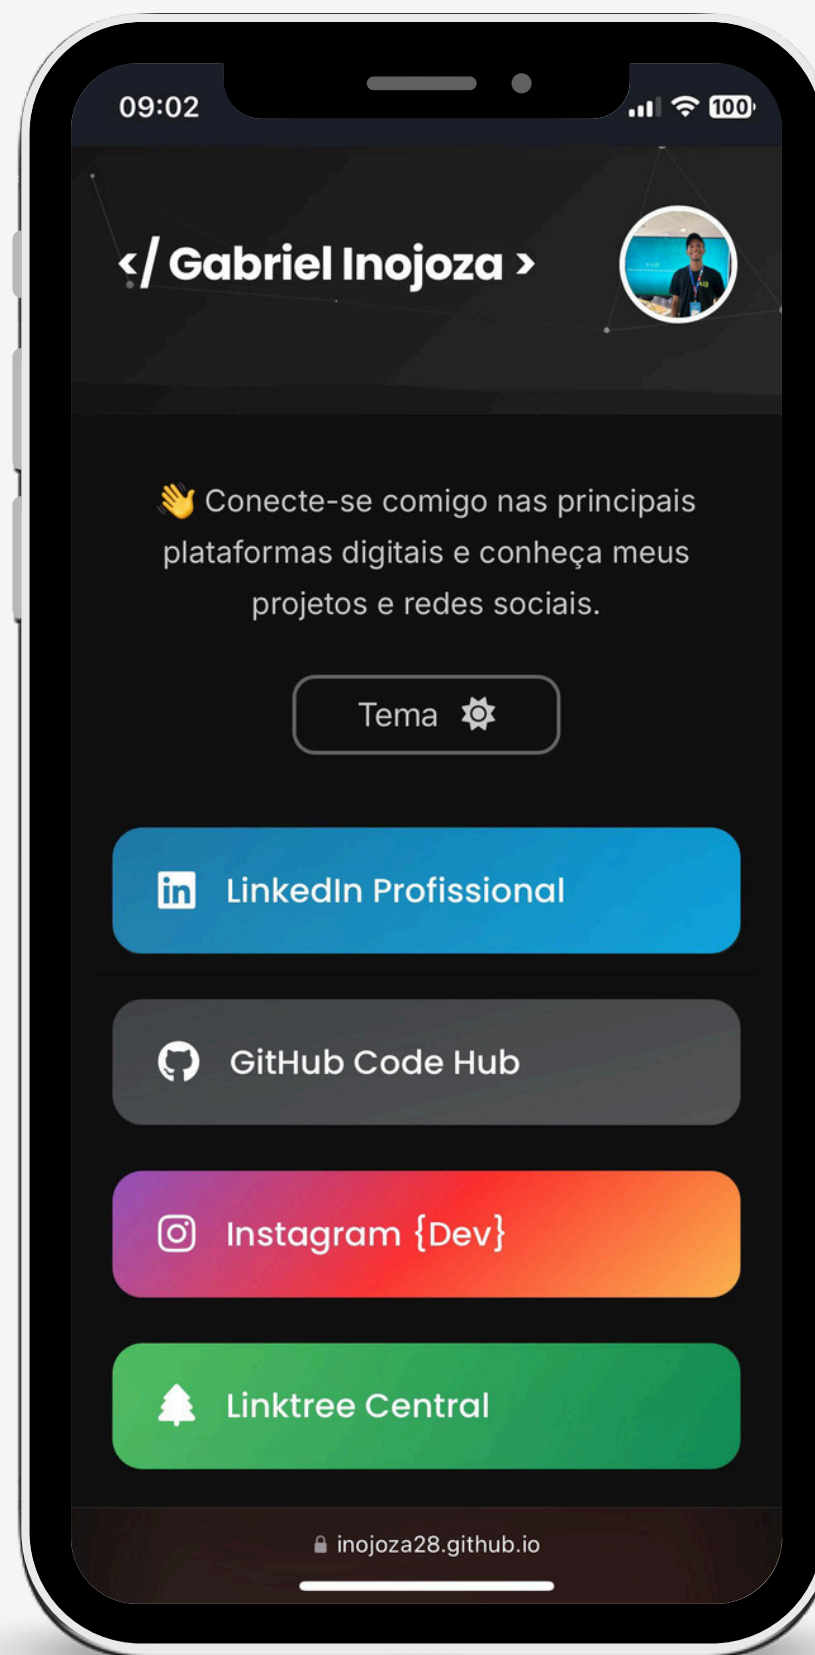 09:02
100
</ Gabriel Inojoza >
👋 Conecte-se comigo nas principais
plataformas digitais e conheça meus
projetos e redes sociais.
Tema
in LinkedIn Profissional
GitHub Code Hub
Instagram {Dev}
Linktree Central
inojoza28.github.io